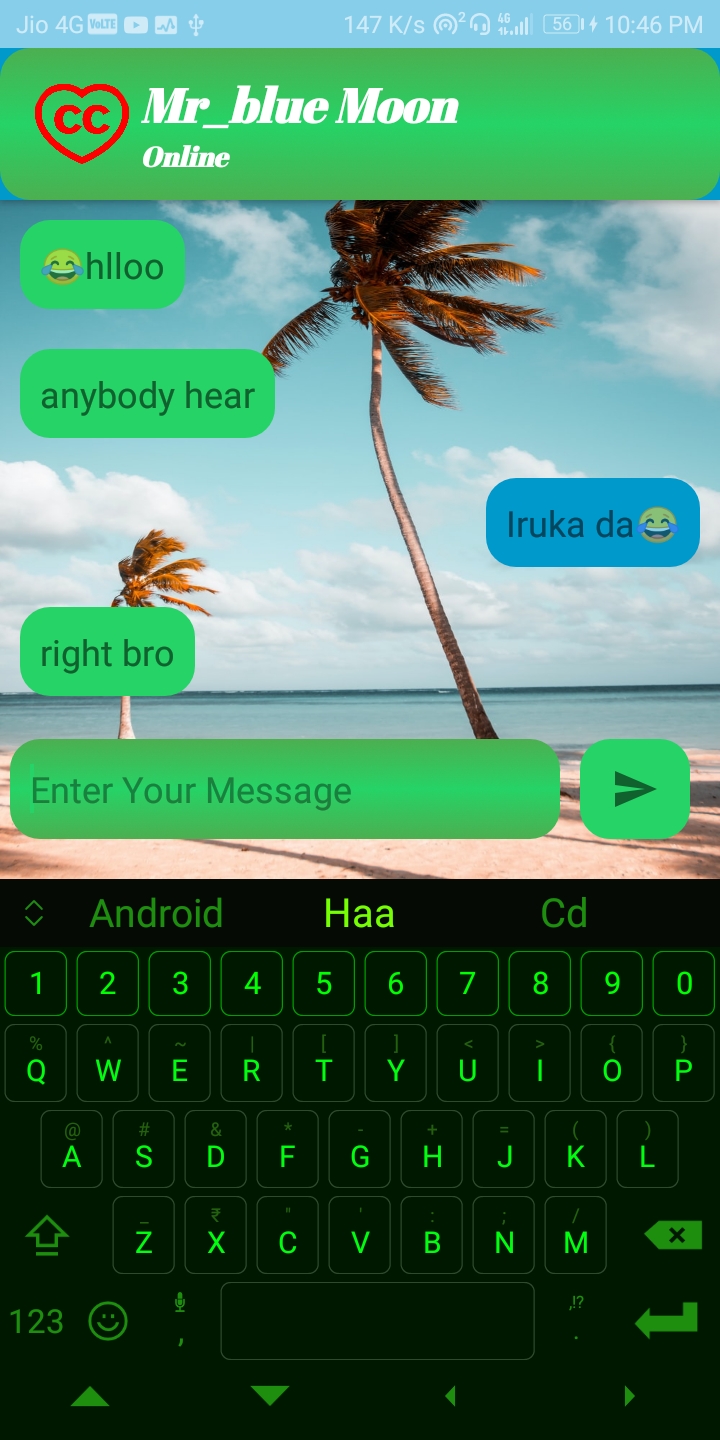 Jio 4G VoLTE 147 K/s 2 4G 56 10:46 PM
CC
Mr_blue Moon
Online
😂hlloo
anybody hear
Iruka da😂
right bro
Enter Your Message
Android Haa Cd
1 2 3 4 5 6 7 8 9 0
% ^ ~ | [ ] < > { }
Q W E R T Y U I O P
@ # & * - + = ( )
A S D F G H J K L
_ ₹ " ' : ; /
Z X C V B N M
123 , ,!? .